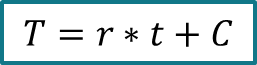 T = r * t + C